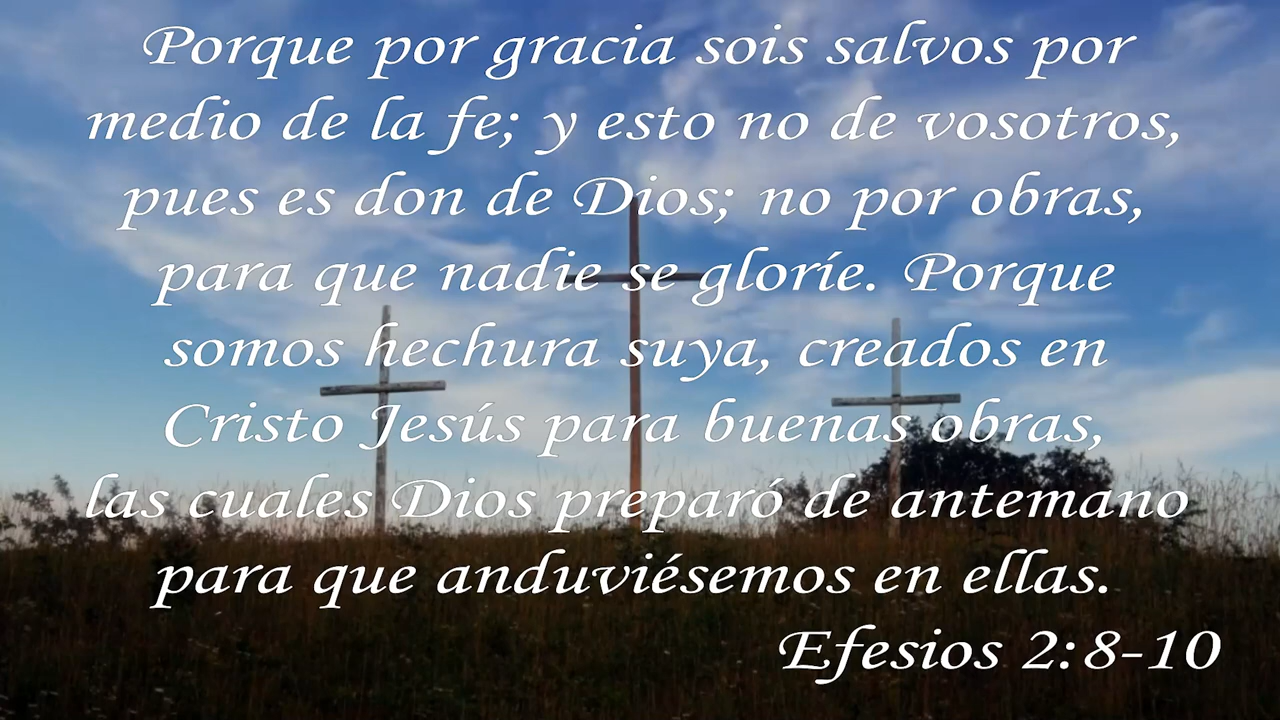 Porque por gracia sois salvos por
medio de la fe; y esto no de vosotros,
pues es don de Dios; no por obras,
para que nadie se gloríe. Porque
somos hechura suya, creados en
Cristo Jesús para buenas obras,
las cuales Dios preparó de antemano
para que anduviésemos en ellas.
Efesios 2:8-10